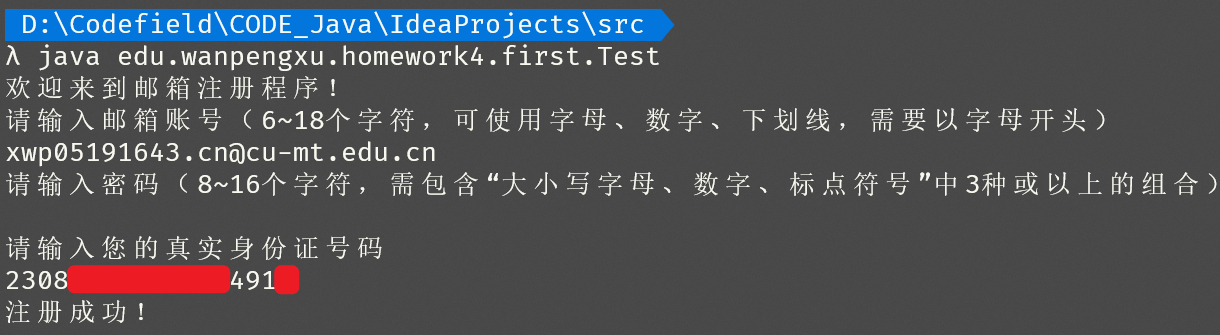 D:\Codefield\CODE_Java\IdeaProjects\src
λ java edu.wanpengxu.homework4.first.Test
欢迎来到邮箱注册程序！
请输入邮箱账号（6~18个字符，可使用字母、数字、下划线，需要以字母开头）
xwp05191643.cn@cu-mt.edu.cn
请输入密码（8~16个字符，需包含“大小写字母、数字、标点符号”中3种或以上的组合）
请输入您的真实身份证号码
2308 491
注册成功！